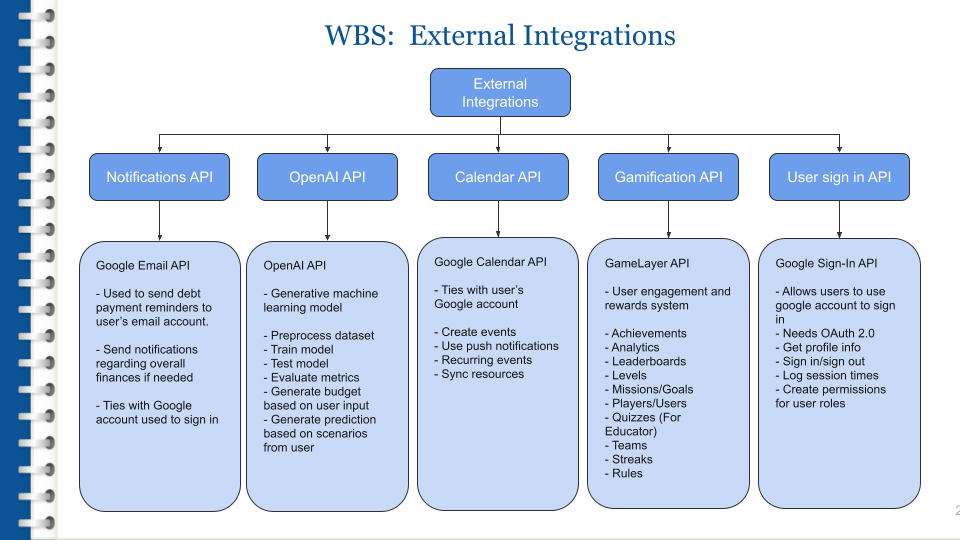 WBS:  External Integrations
External
Integrations
Notifications API
OpenAI API
Calendar API
Gamification API
User sign in API
Google Email API
- Used to send debt
payment reminders to
user's email account.
- Send notifications
regarding overall
finances if needed
- Ties with Google
account used to sign in
OpenAI API
- Generative machine
learning model
- Preprocess dataset
- Train model
- Test model
- Evaluate metrics
- Generate budget
based on user input
- Generate prediction
based on scenarios
from user
Google Calendar API
- Ties with user's
Google account
- Create events
- Use push notifications
- Recurring events
- Sync resources
GameLayer API
- User engagement and
rewards system
- Achievements
- Analytics
- Leaderboards
- Levels
- Missions/Goals
- Players/Users
- Quizzes (For
Educator)
- Teams
- Streaks
- Rules
Google Sign-In API
- Allows users to use
google account to sign
in
- Needs OAuth 2.0
- Get profile info
- Sign in/sign out
- Log session times
- Create permissions
for user roles